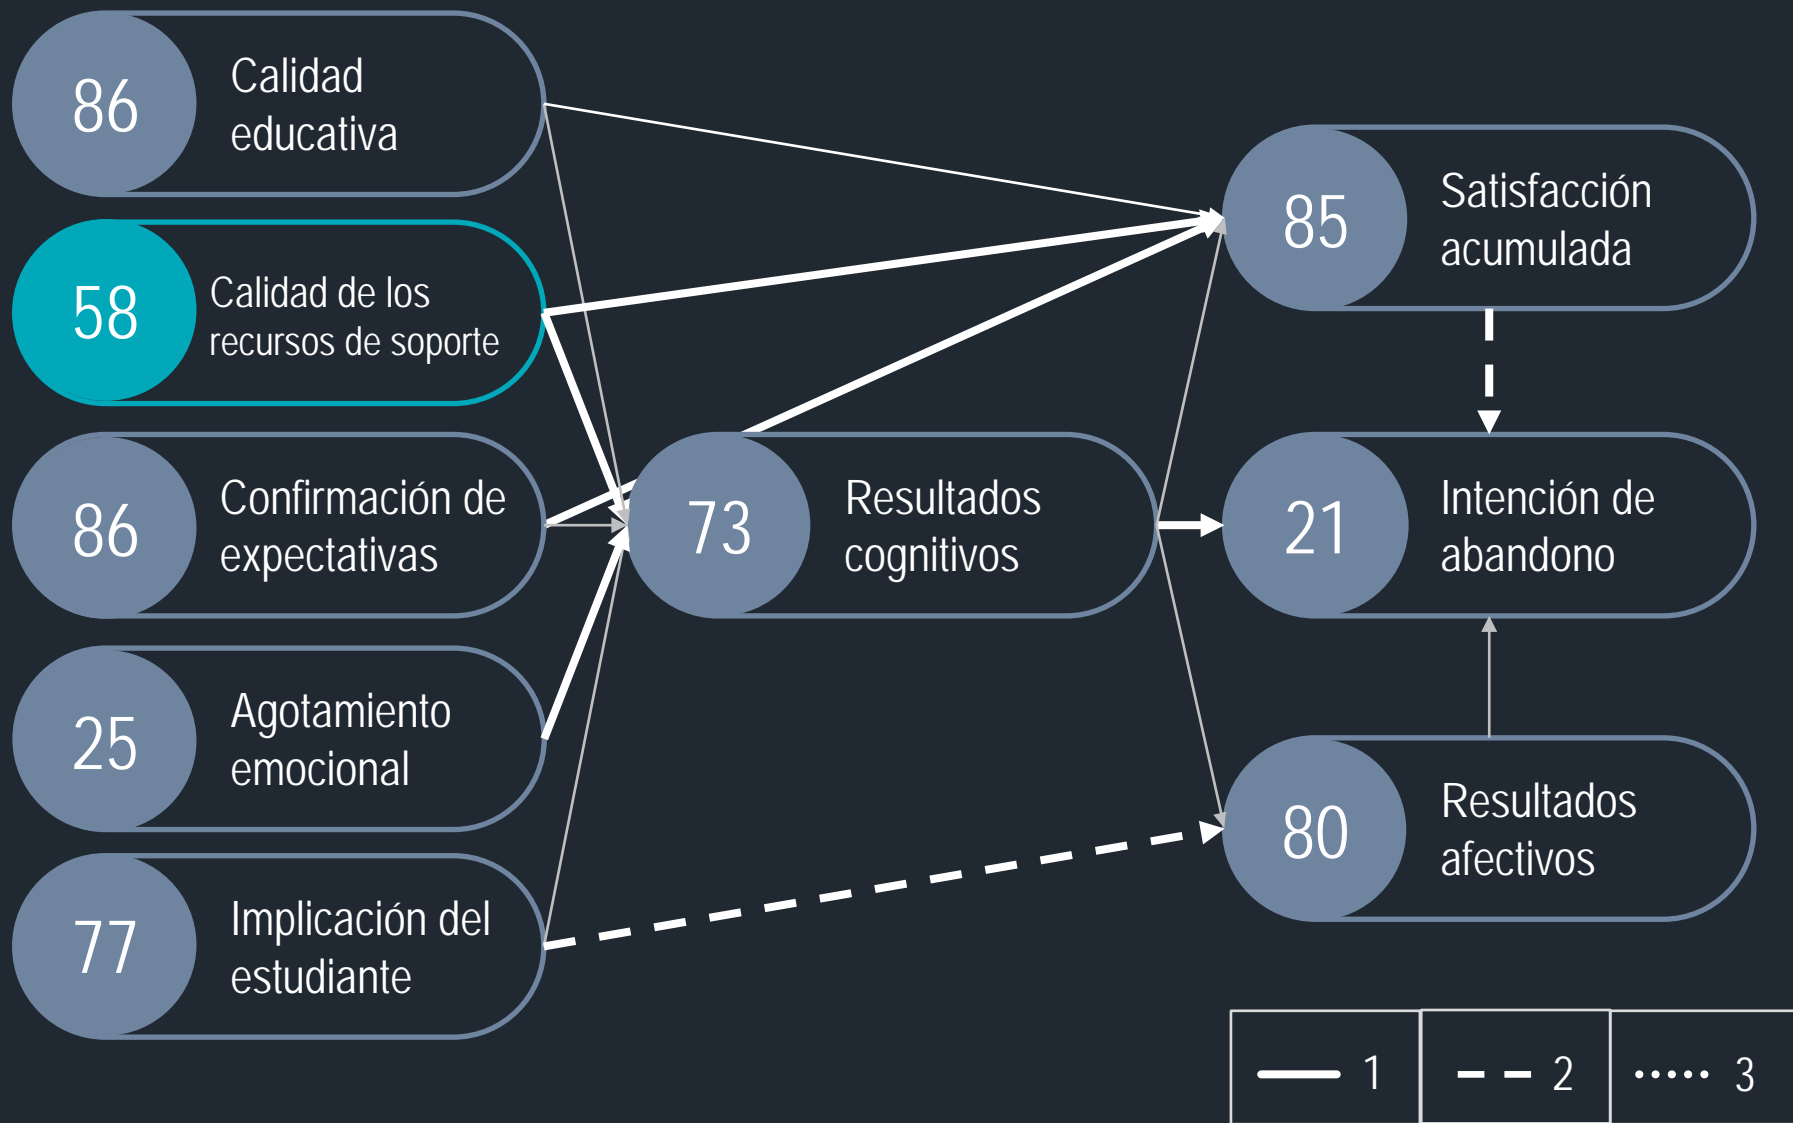 86
Calidad
educativa
58
Calidad de los
recursos de soporte
86
Confirmación de
expectativas
25
Agotamiento
emocional
77
Implicación del
estudiante
73
Resultados
cognitivos
85
Satisfacción
acumulada
21
Intención de
abandono
80
Resultados
afectivos
1
2
3